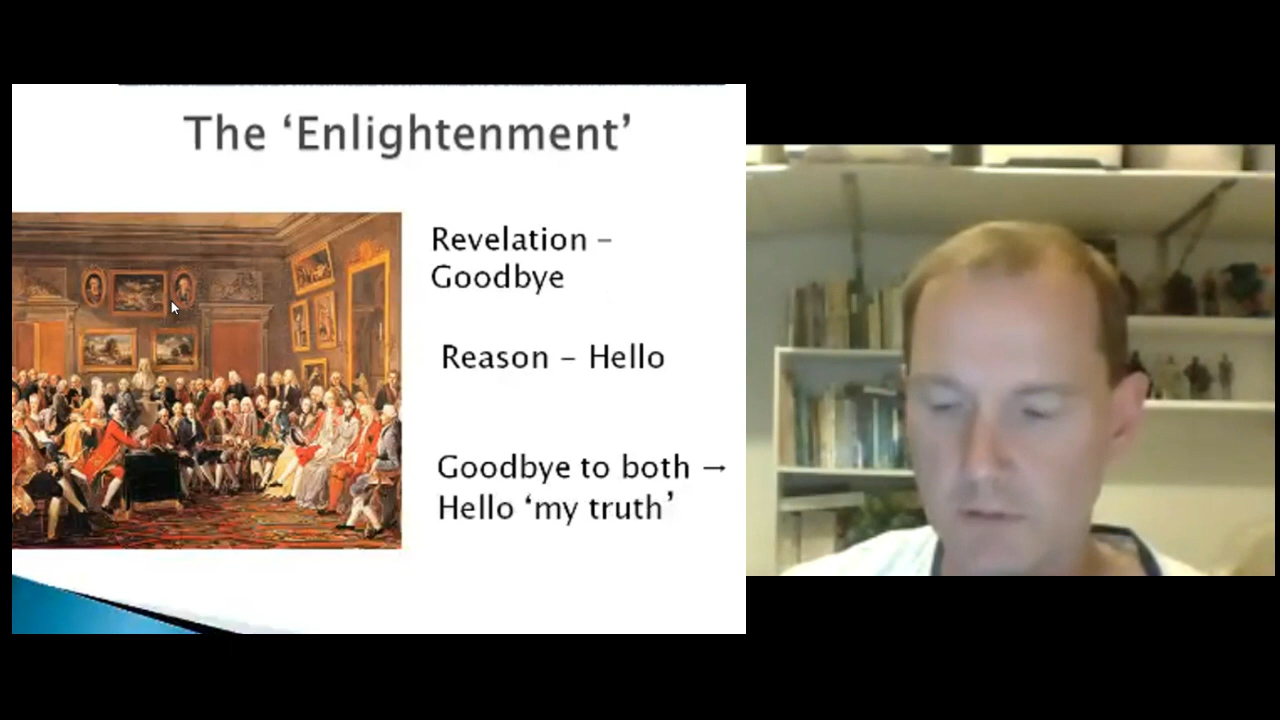 The ‘Enlightenment’
Revelation –
Goodbye
Reason – Hello
Goodbye to both →
Hello ‘my truth’